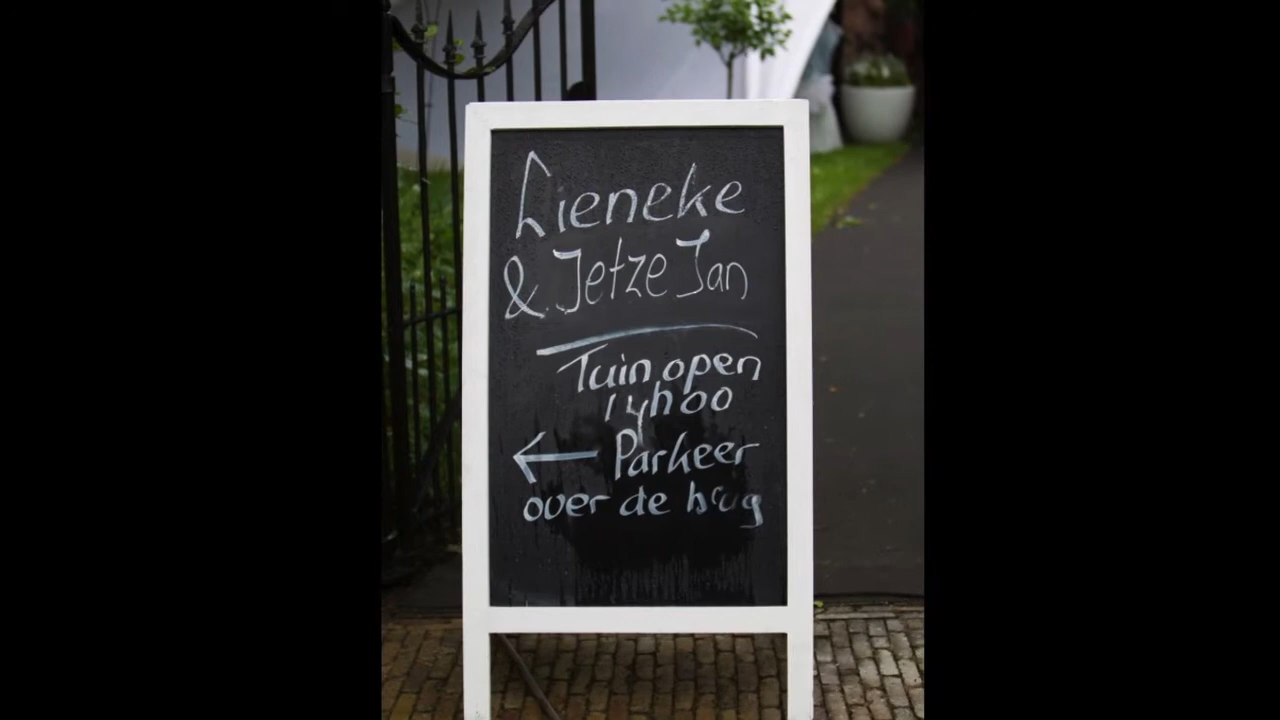 Lieneke
& Jetze Jan
Tuin open
14h00
← Parkeer
over de brug